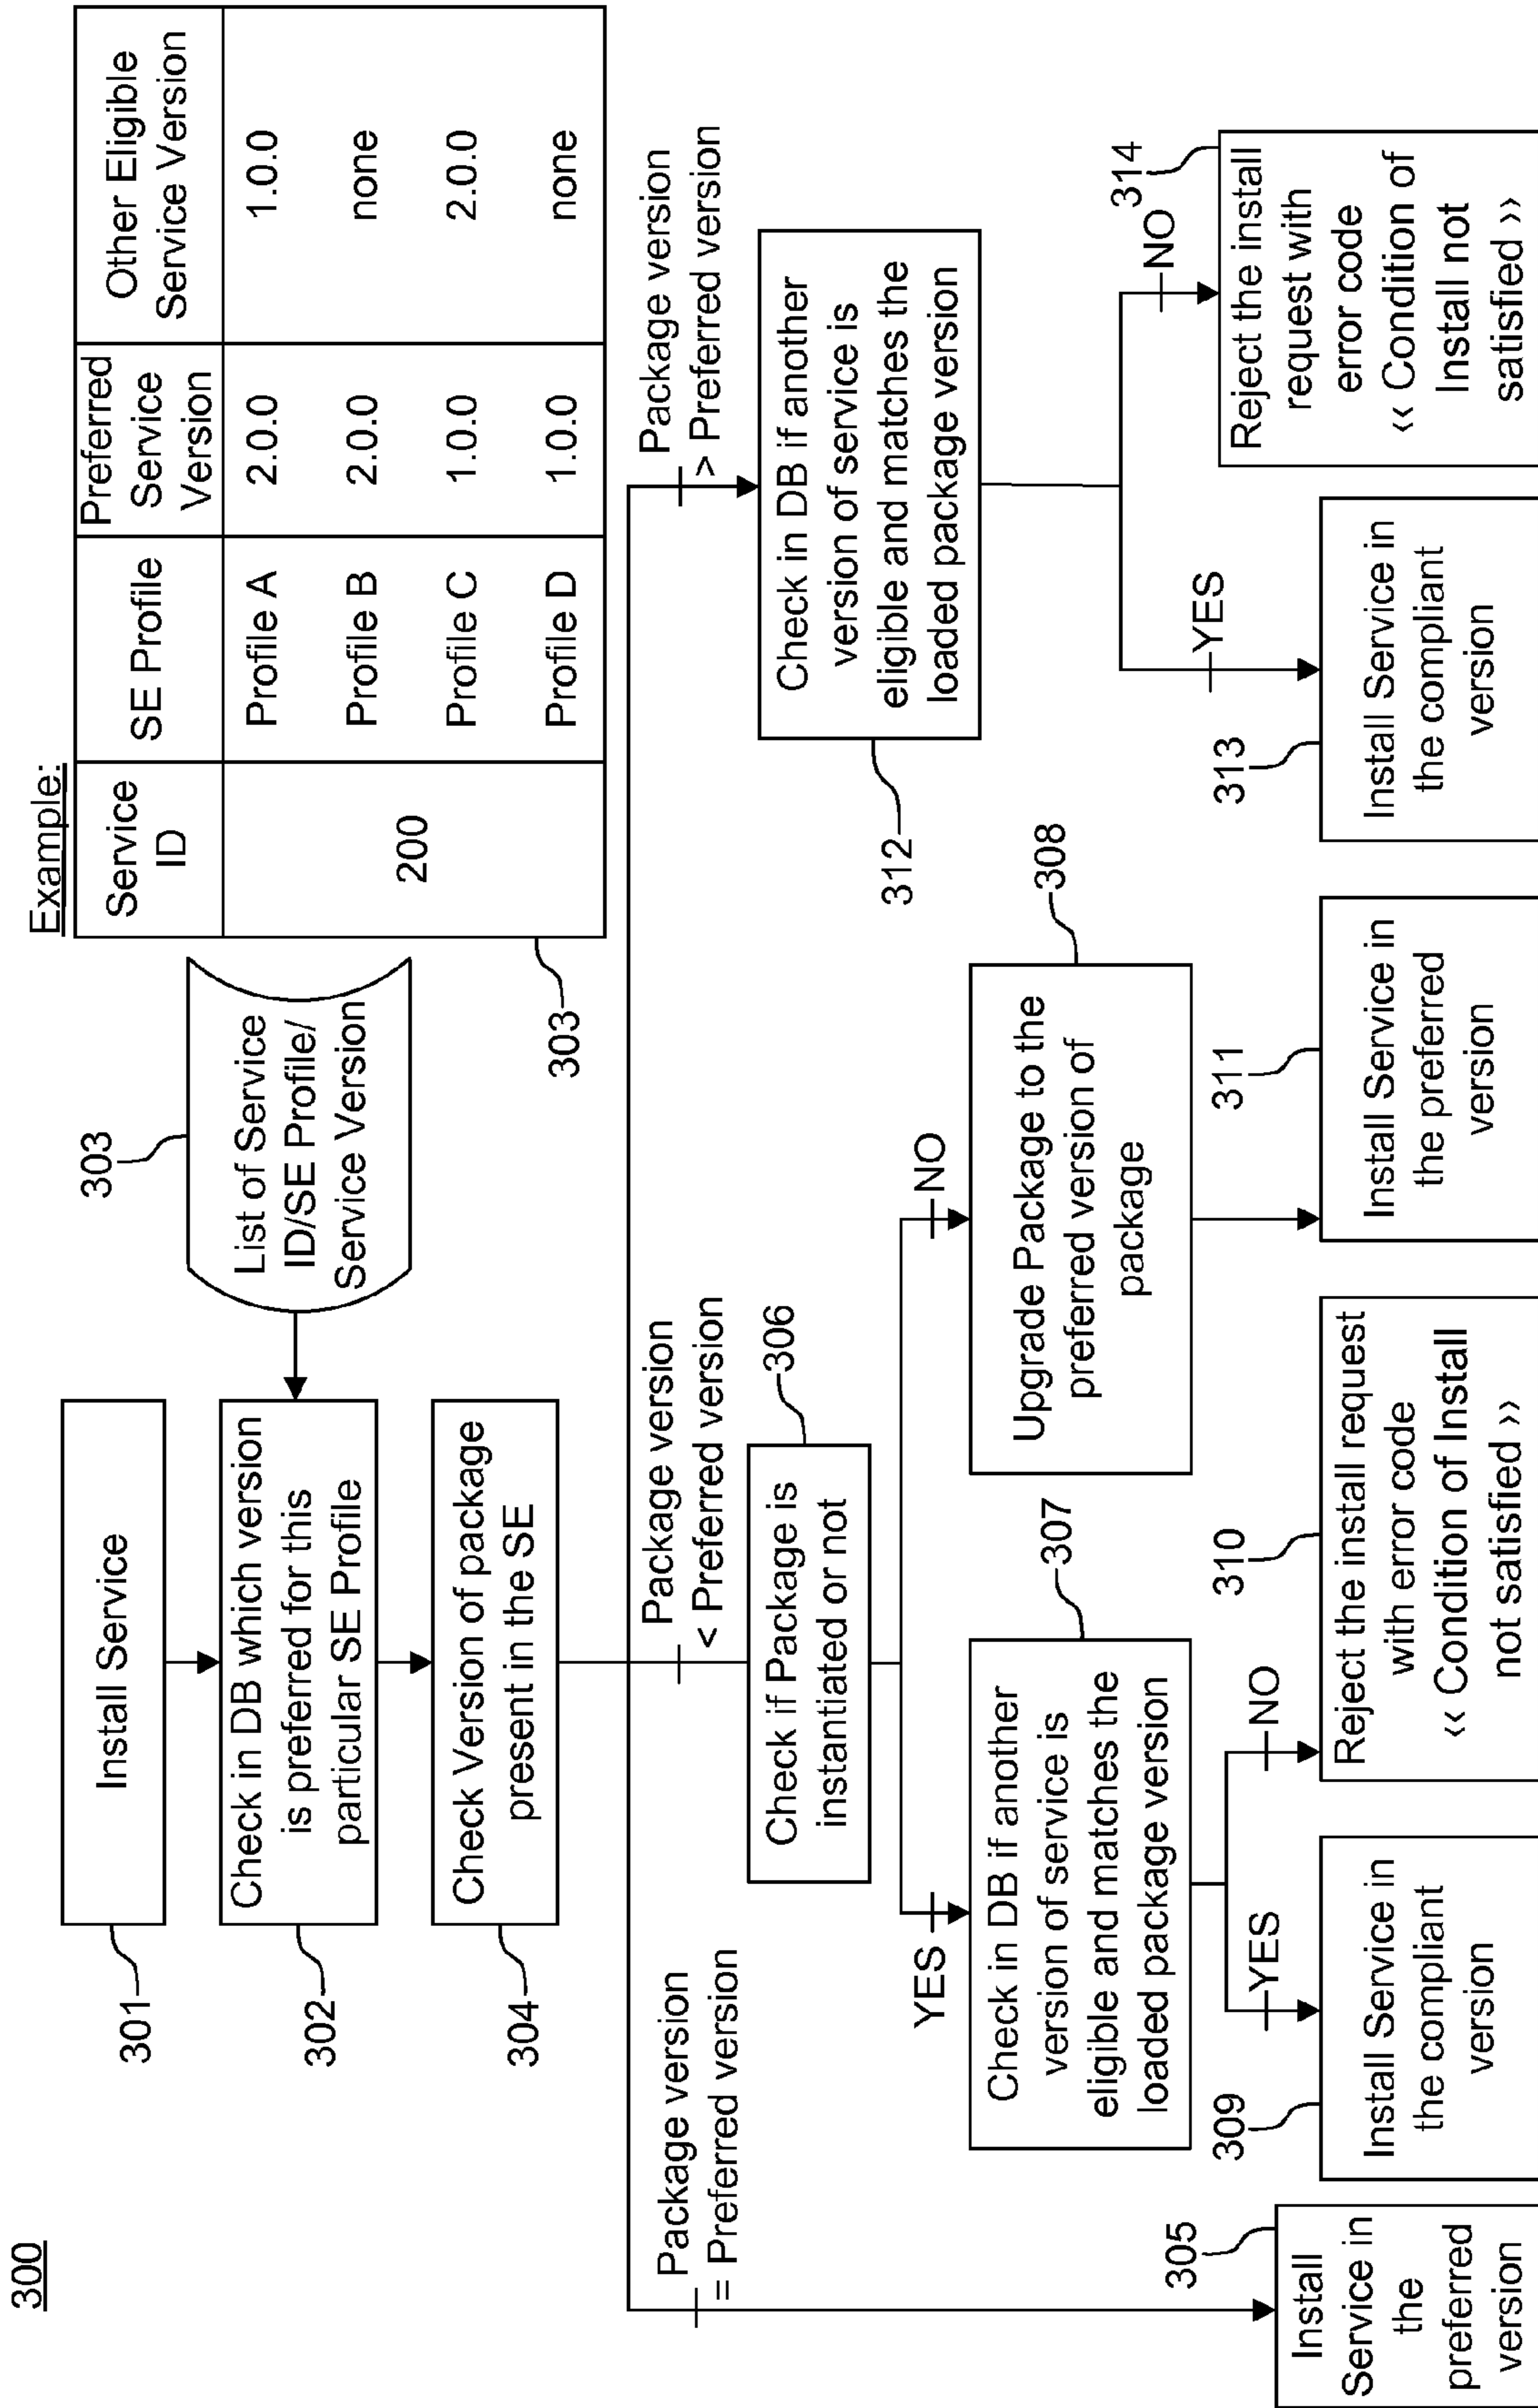 300
Example:
Service
ID
SE Profile
Preferred
Service
Version
Other Eligible
Service Version
200
Profile A
2.0.0
1.0.0
Profile B
2.0.0
none
Profile C
1.0.0
2.0.0
Profile D
1.0.0
none
303
303
List of Service
ID/SE Profile/
Service Version
301
Install Service
302
Check in DB which version
is preferred for this
particular SE Profile
304
Check Version of package
present in the SE
Package version
= Preferred version
Package version
< Preferred version
Package version
> Preferred version
305
Install
Service in
the
preferred
version
306
Check if Package is
instantiated or not
YES
NO
307
Check in DB if another
version of service is
eligible and matches the
loaded package version
308
Upgrade Package to the
preferred version of
package
YES
NO
309
Install Service in
the compliant
version
310
Reject the install request
with error code
‹‹ Condition of Install
not satisfied ››
311
Install Service in
the preferred
version
312
Check in DB if another
version of service is
eligible and matches the
loaded package version
YES
NO
313
Install Service in
the compliant
version
314
Reject the install
request with
error code
‹‹ Condition of
Install not
satisfied ››